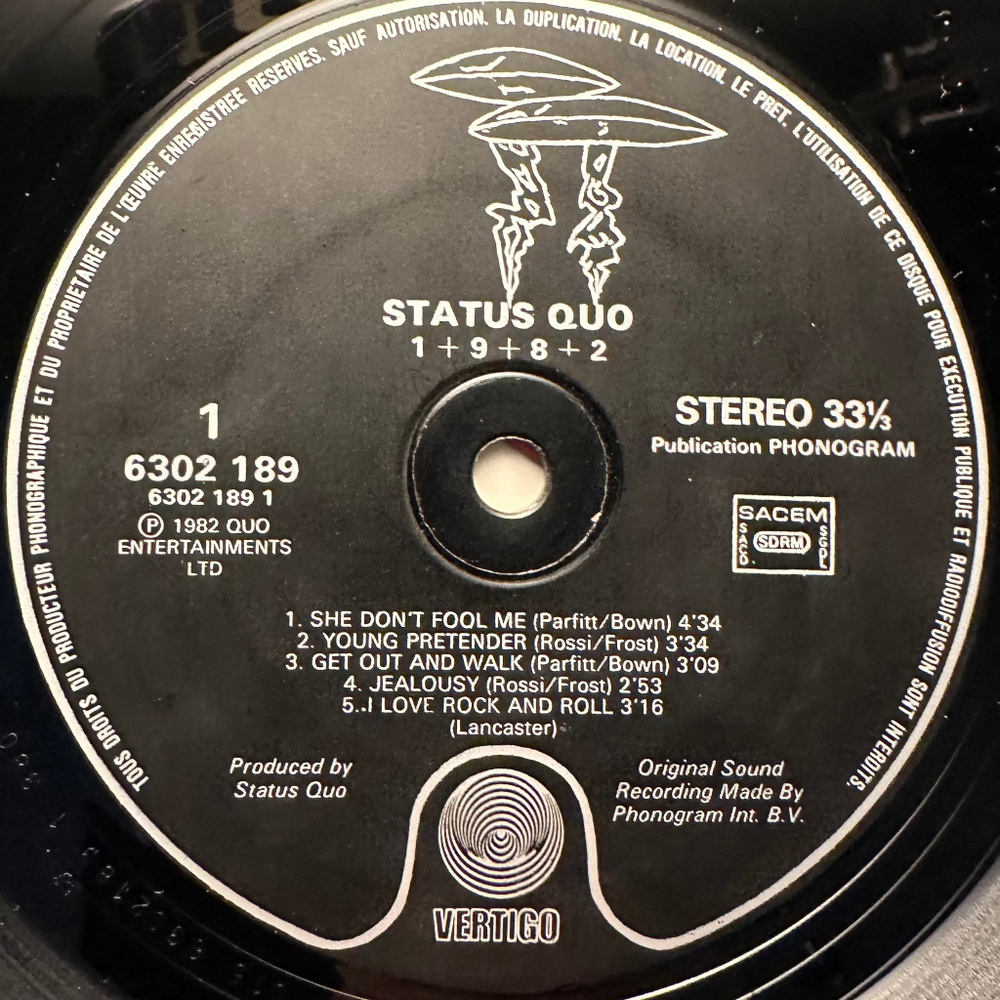 TOUS DROITS DU PRODUCTEUR PHONOGRAPHIQUE ET DU PROPRIETAIRE DE L'ŒUVRE ENREGISTREE RESERVES. SAUF AUTORISATION. LA DUPLICATION. LA LOCATION. LE PRET. L'UTILISATION DE CE DISQUE POUR EXECUTION PUBLIQUE ET RADIODIFFUSION SONT INTERDITS.
STATUS QUO
1+9+8+2
1
6302 189
6302 189 1
Ⓟ 1982 QUO
ENTERTAINMENTS
LTD
STEREO 33⅓
Publication PHONOGRAM
SACEM
SACD.
SDRM
SGDL
1. SHE DON'T FOOL ME (Parfitt/Bown) 4'34
2. YOUNG PRETENDER (Rossi/Frost) 3'34
3. GET OUT AND WALK (Parfitt/Bown) 3'09
4. JEALOUSY (Rossi/Frost) 2'53
5..I LOVE ROCK AND ROLL 3'16
(Lancaster)
Produced by
Status Quo
Original Sound
Recording Made By
Phonogram Int. B.V.
VERTIGO